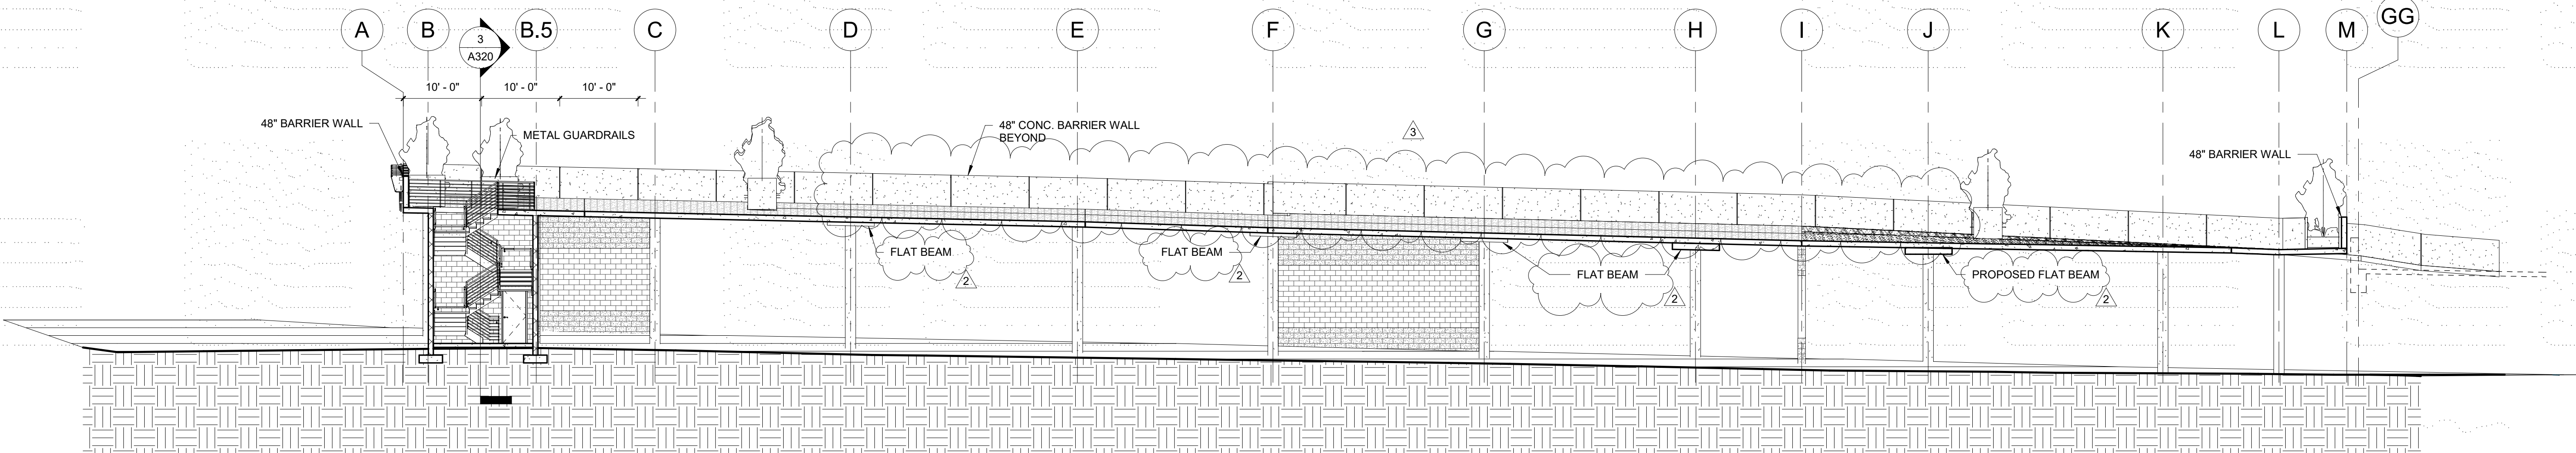 A
B
3
A320
B.5
C
D
E
F
G
H
I
J
K
L
M
GG
10' - 0"
10' - 0"
10' - 0"
48" BARRIER WALL
METAL GUARDRAILS
48" CONC. BARRIER WALL
BEYOND
3
48" BARRIER WALL
FLAT BEAM
2
FLAT BEAM
2
FLAT BEAM
2
PROPOSED FLAT BEAM
2